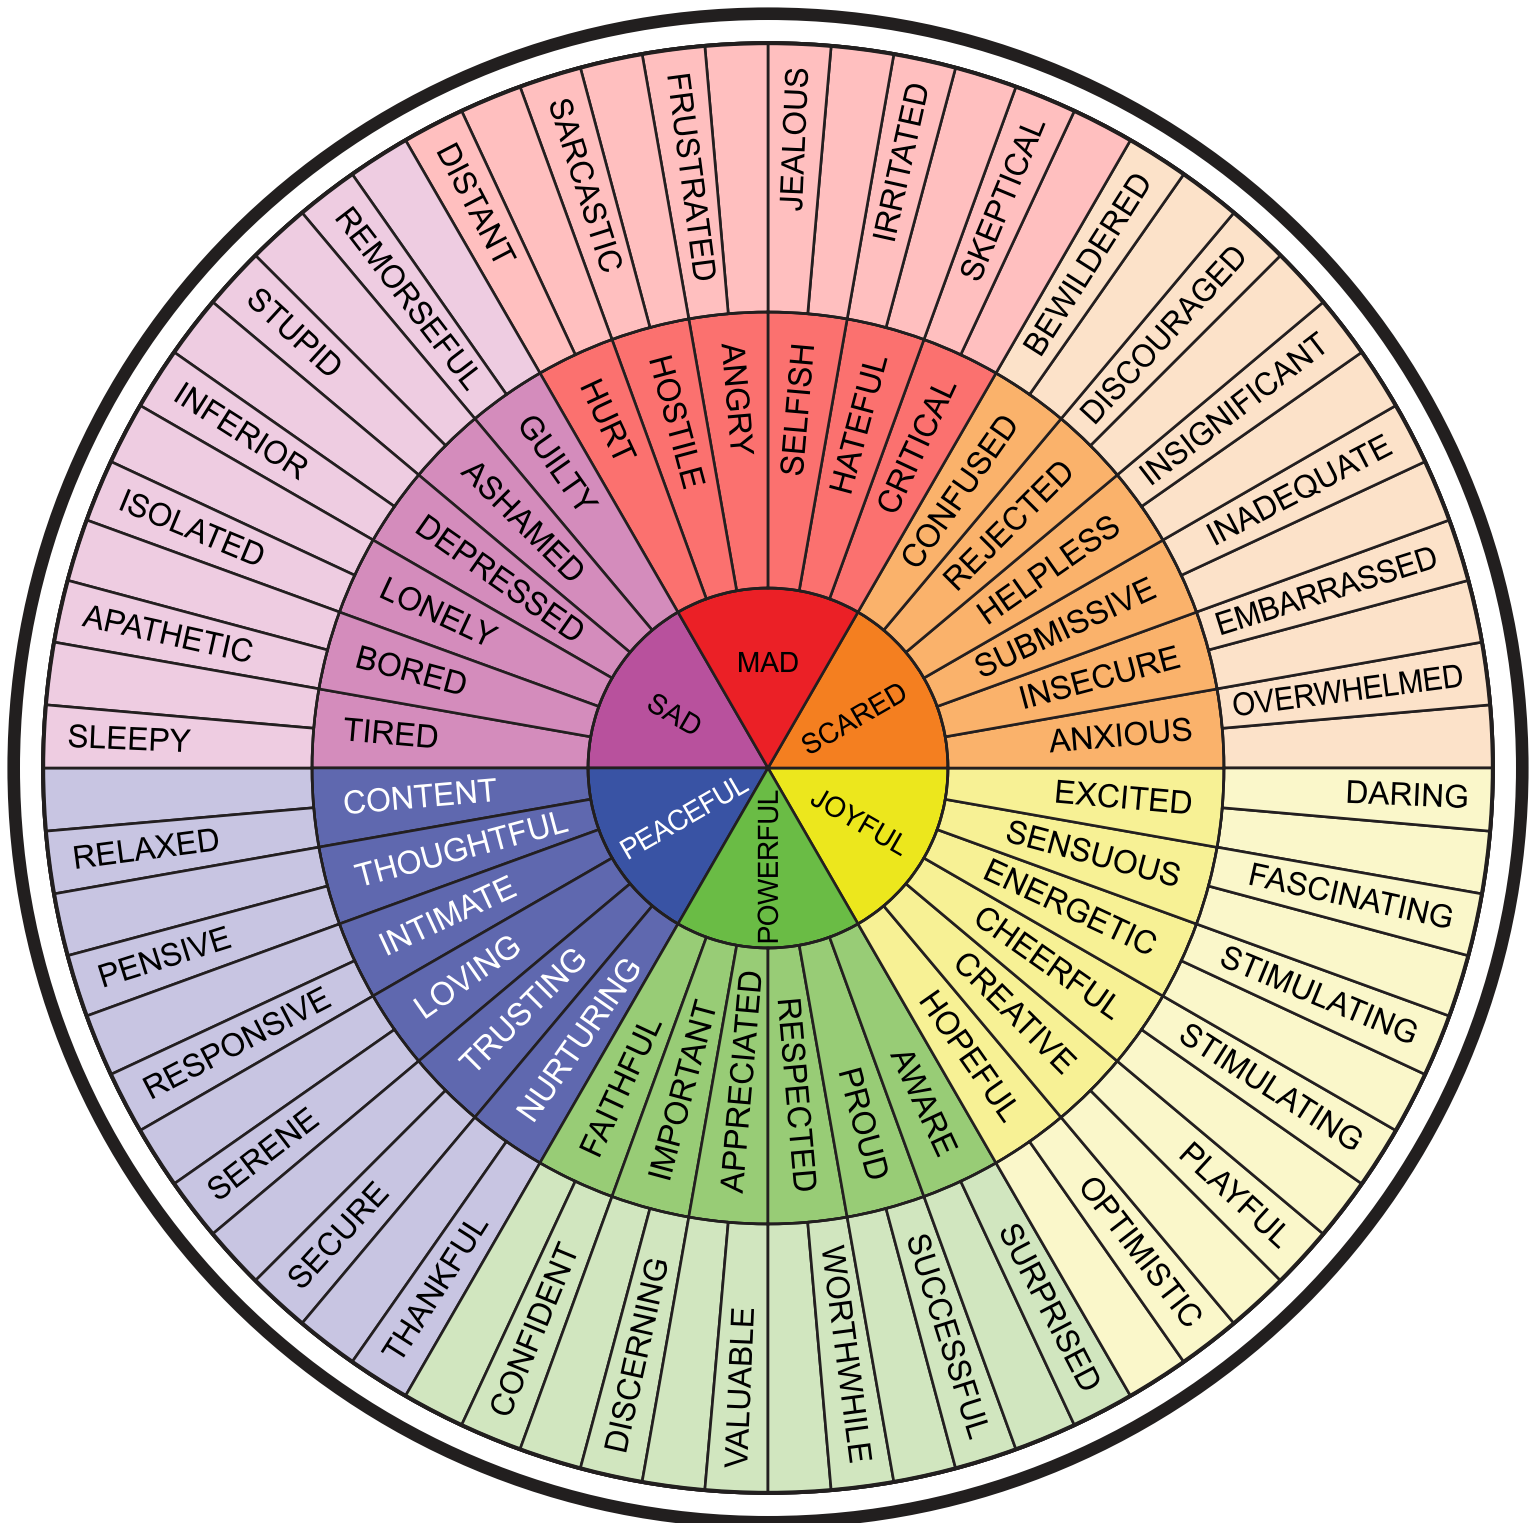 MAD
SCARED
JOYFUL
POWERFUL
PEACEFUL
SAD
HURT
HOSTILE
ANGRY
SELFISH
HATEFUL
CRITICAL
CONFUSED
REJECTED
HELPLESS
SUBMISSIVE
INSECURE
ANXIOUS
EXCITED
SENSUOUS
ENERGETIC
CHEERFUL
CREATIVE
HOPEFUL
AWARE
PROUD
RESPECTED
APPRECIATED
IMPORTANT
FAITHFUL
NURTURING
TRUSTING
LOVING
INTIMATE
THOUGHTFUL
CONTENT
TIRED
BORED
LONELY
DEPRESSED
ASHAMED
GUILTY
DISTANT
SARCASTIC
FRUSTRATED
JEALOUS
IRRITATED
SKEPTICAL
BEWILDERED
DISCOURAGED
INSIGNIFICANT
INADEQUATE
EMBARRASSED
OVERWHELMED
DARING
FASCINATING
STIMULATING
STIMULATING
PLAYFUL
OPTIMISTIC
SURPRISED
SUCCESSFUL
WORTHWHILE
VALUABLE
DISCERNING
CONFIDENT
THANKFUL
SECURE
SERENE
RESPONSIVE
PENSIVE
RELAXED
SLEEPY
APATHETIC
ISOLATED
INFERIOR
STUPID
REMORSEFUL